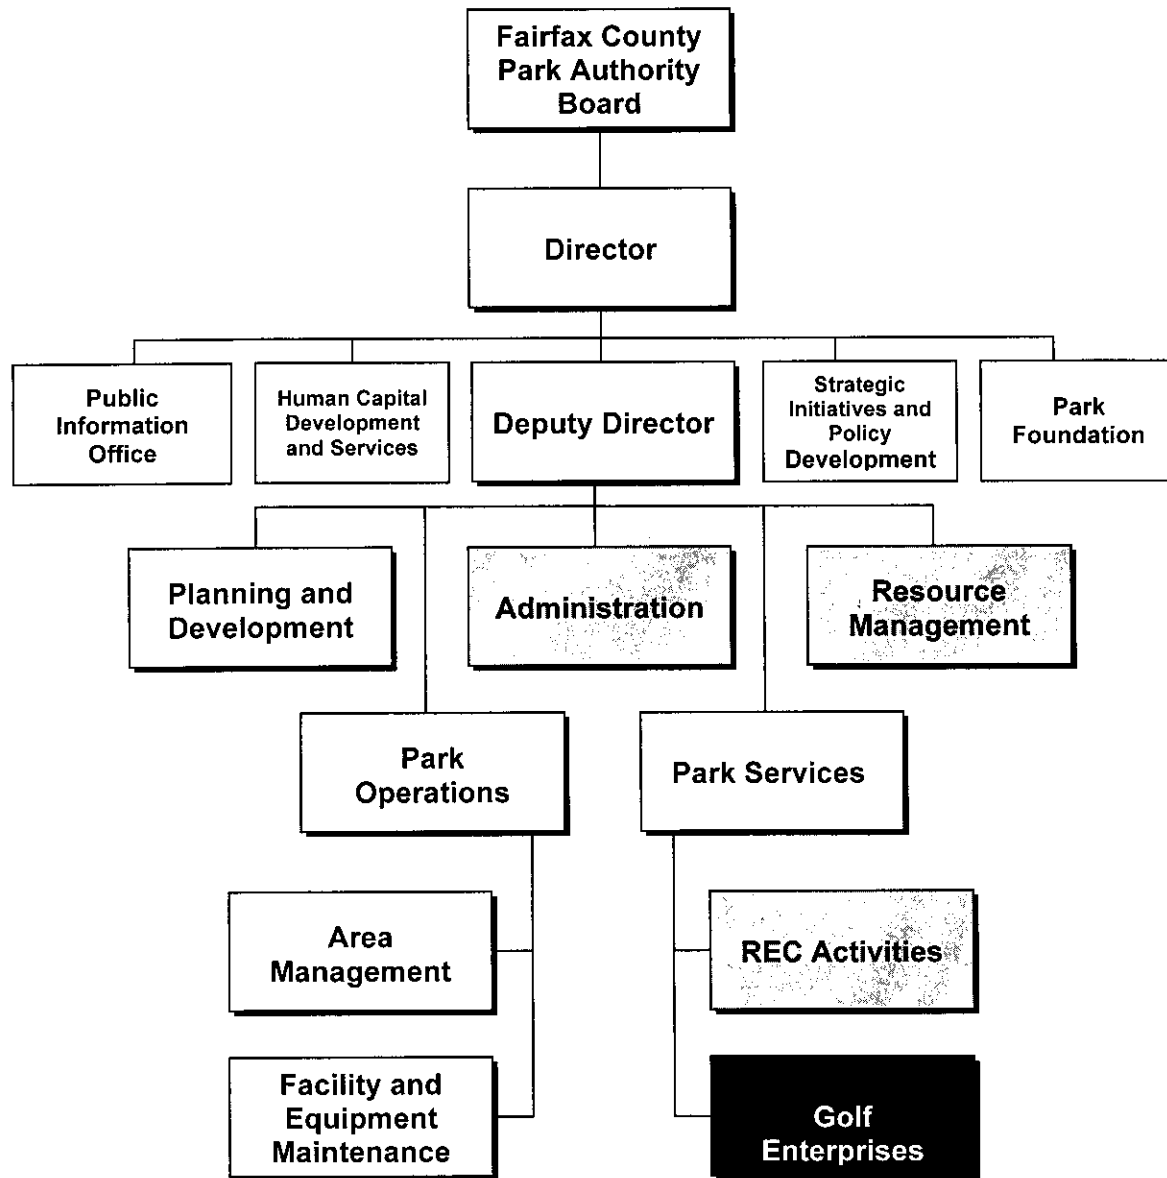 Fairfax County
Park Authority
Board
Director
Public
Information
Office
Human Capital
Development
and Services
Deputy Director
Strategic
Initiatives and
Policy
Development
Park
Foundation
Planning and
Development
Administration
Resource
Management
Park
Operations
Park Services
Area
Management
REC Activities
Facility and
Equipment
Maintenance
Golf
Enterprises